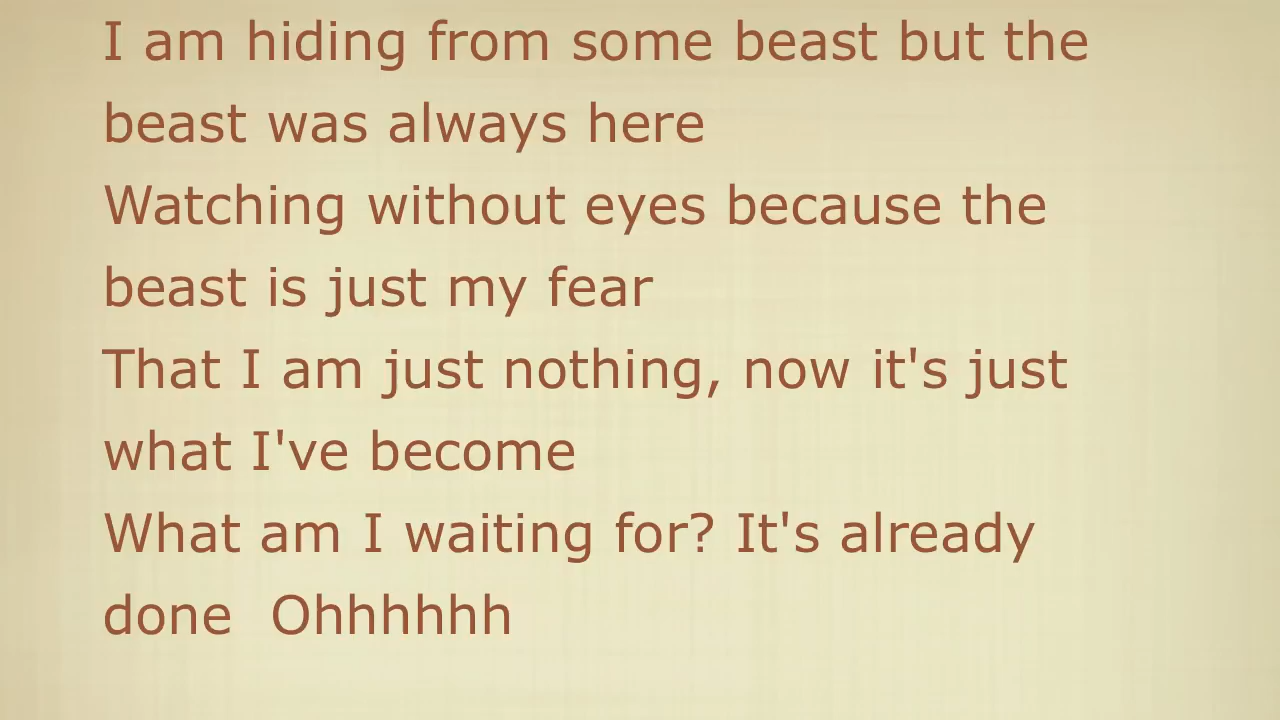 I am hiding from some beast but the
beast was always here
Watching without eyes because the
beast is just my fear
That I am just nothing, now it's just
what I've become
What am I waiting for? It's already
done  Ohhhhhh